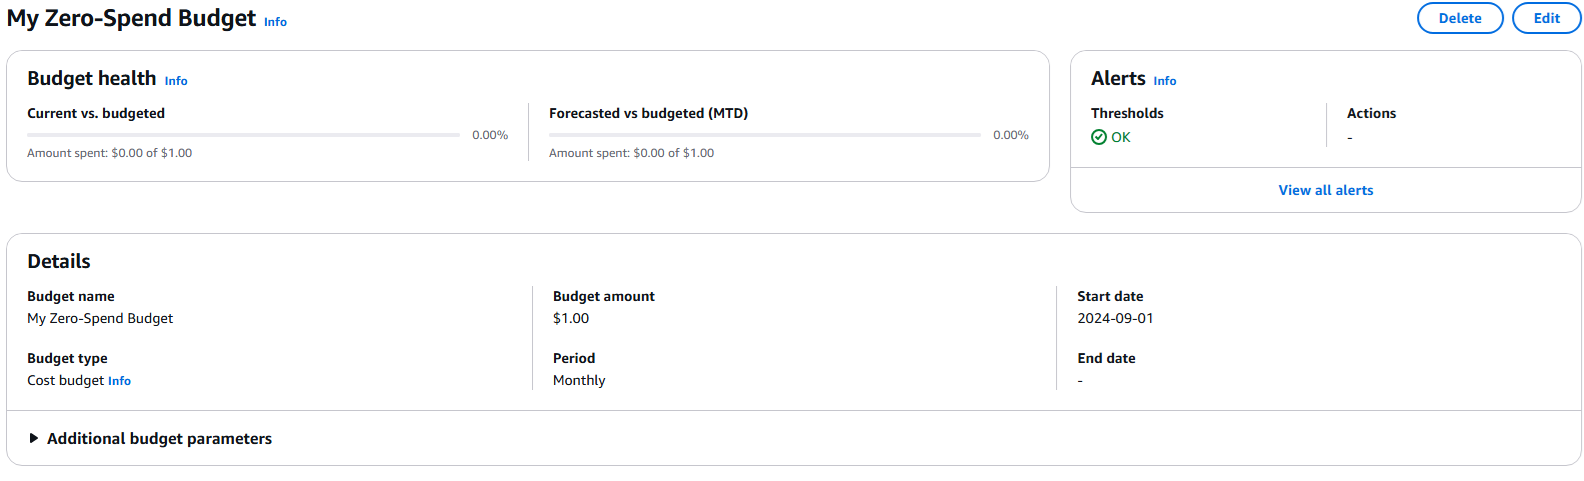 My Zero-Spend Budget Info
Delete
Edit
Budget health Info
Current vs. budgeted
0.00%
Amount spent: $0.00 of $1.00
Forecasted vs budgeted (MTD)
0.00%
Amount spent: $0.00 of $1.00
Alerts Info
Thresholds
OK
Actions
-
View all alerts
Details
Budget name
My Zero-Spend Budget
Budget type
Cost budget Info
Budget amount
$1.00
Period
Monthly
Start date
2024-09-01
End date
-
Additional budget parameters